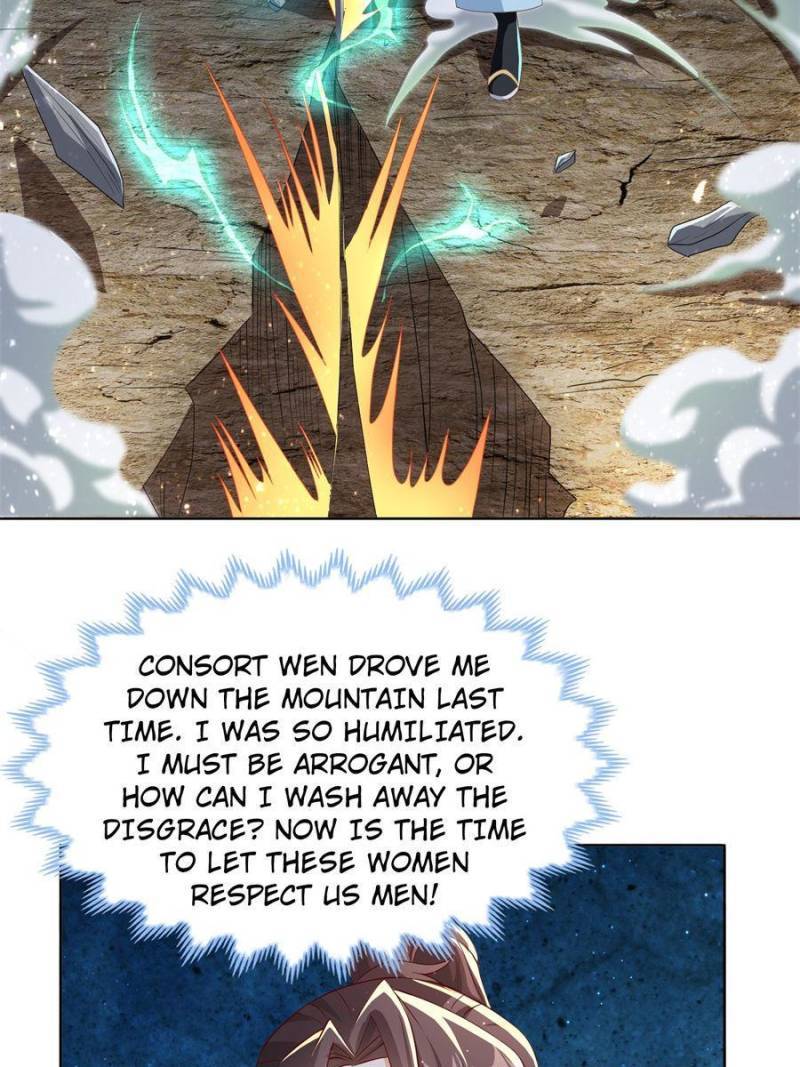 CONSORT WEN DROVE ME
DOWN THE MOUNTAIN LAST
TIME. I WAS SO HUMILIATED.
I MUST BE ARROGANT, OR
HOW CAN I WASH AWAY THE
DISGRACE? NOW IS THE TIME
TO LET THESE WOMEN
RESPECT US MEN!